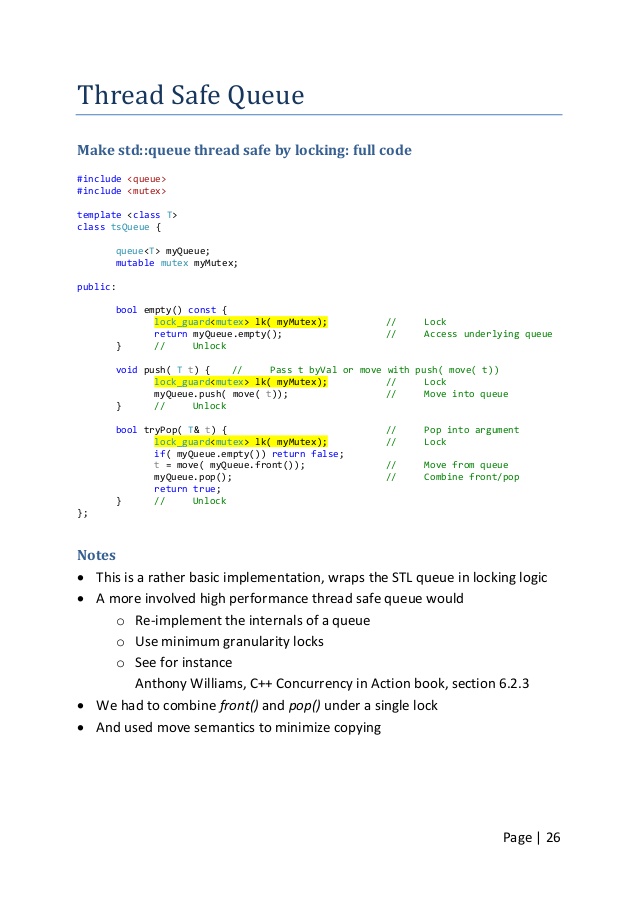 Thread Safe Queue
Make std::queue thread safe by locking: full code
#include <queue>
#include <mutex>
template <class T>
class tsQueue {
queue<T> myQueue;
mutable mutex myMutex;
public:
bool empty() const {
lock_guard<mutex> lk( myMutex); // Lock
return myQueue.empty(); // Access underlying queue
} // Unlock
void push( T t) { // Pass t byVal or move with push( move( t))
lock_guard<mutex> lk( myMutex); // Lock
myQueue.push( move( t)); // Move into queue
} // Unlock
bool tryPop( T& t) { // Pop into argument
lock_guard<mutex> lk( myMutex); // Lock
if( myQueue.empty()) return false;
t = move( myQueue.front()); // Move from queue
myQueue.pop(); // Combine front/pop
return true;
} // Unlock
};
Notes
• This is a rather basic implementation, wraps the STL queue in locking logic
• A more involved high performance thread safe queue would
o Re-implement the internals of a queue
o Use minimum granularity locks
o See for instance
Anthony Williams, C++ Concurrency in Action book, section 6.2.3
• We had to combine front() and pop() under a single lock
• And used move semantics to minimize copying
Page | 26